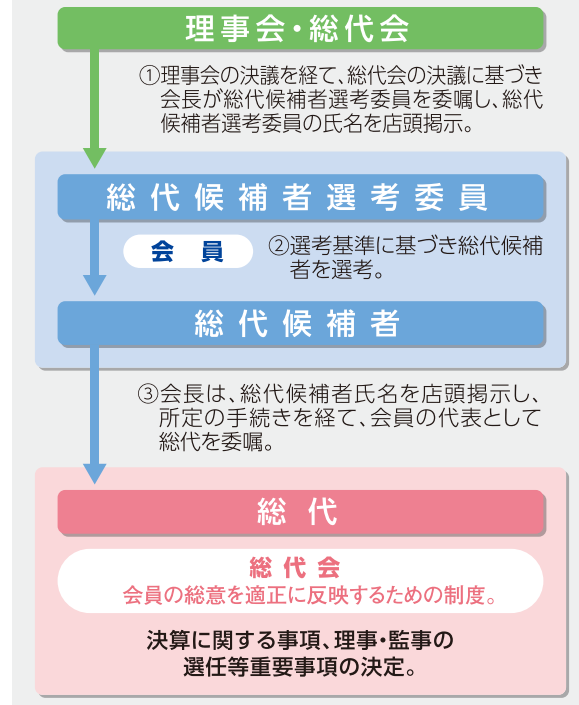 理事会・総代会
①理事会の決議を経て、総代会の決議に基づき
会長が総代候補者選考委員を委嘱し、総代
候補者選考委員の氏名を店頭掲示。
総代候補者選考委員
会員
②選考基準に基づき総代候補
者を選考。
総代候補者
③会長は、総代候補者氏名を店頭掲示し、
所定の手続きを経て、会員の代表として
総代を委嘱。
総代
総代会
会員の総意を適正に反映するための制度。
決算に関する事項、理事・監事の
選任等重要事項の決定。